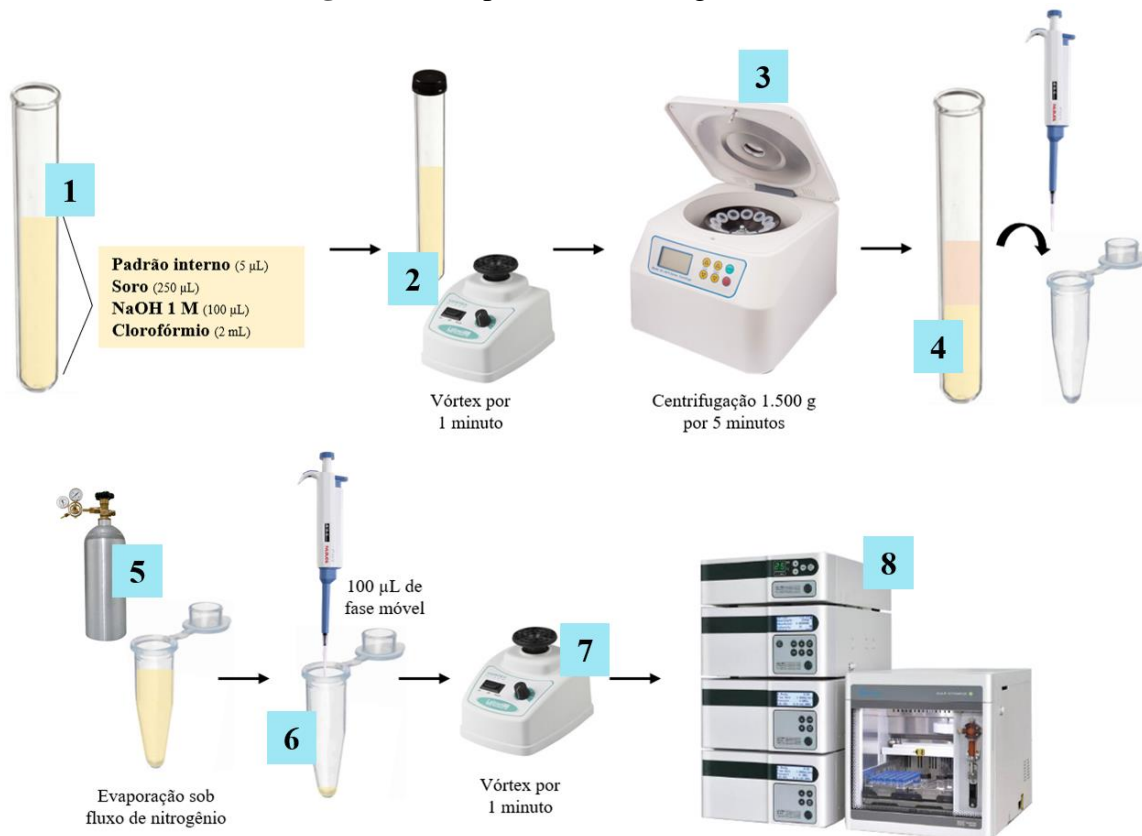 1
Padrão interno (5 µL)
Soro (250 µL)
NaOH 1 M (100 µL)
Clorofórmio (2 mL)
2
Vórtex por
1 minuto
3
Centrifugação 1.500 g
por 5 minutos
4
5
Evaporação sob
fluxo de nitrogênio
6
100 µL de
fase móvel
7
Vórtex por
1 minuto
8